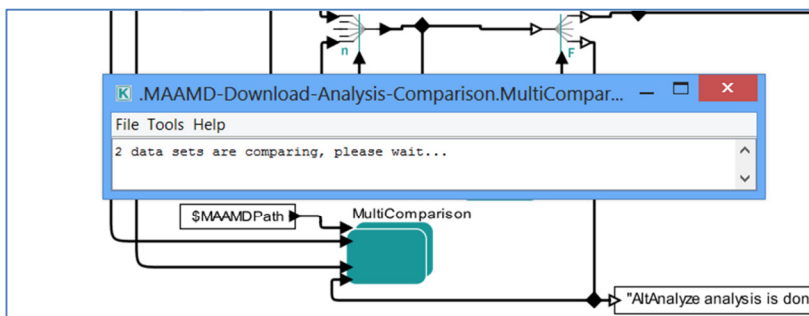 n
F
K .MAAMD-Download-Analysis-Comparison.MultiCompar...
File Tools Help
2 data sets are comparing, please wait...
$MAAMDPath
MultiComparison
"AltAnalyze analysis is don